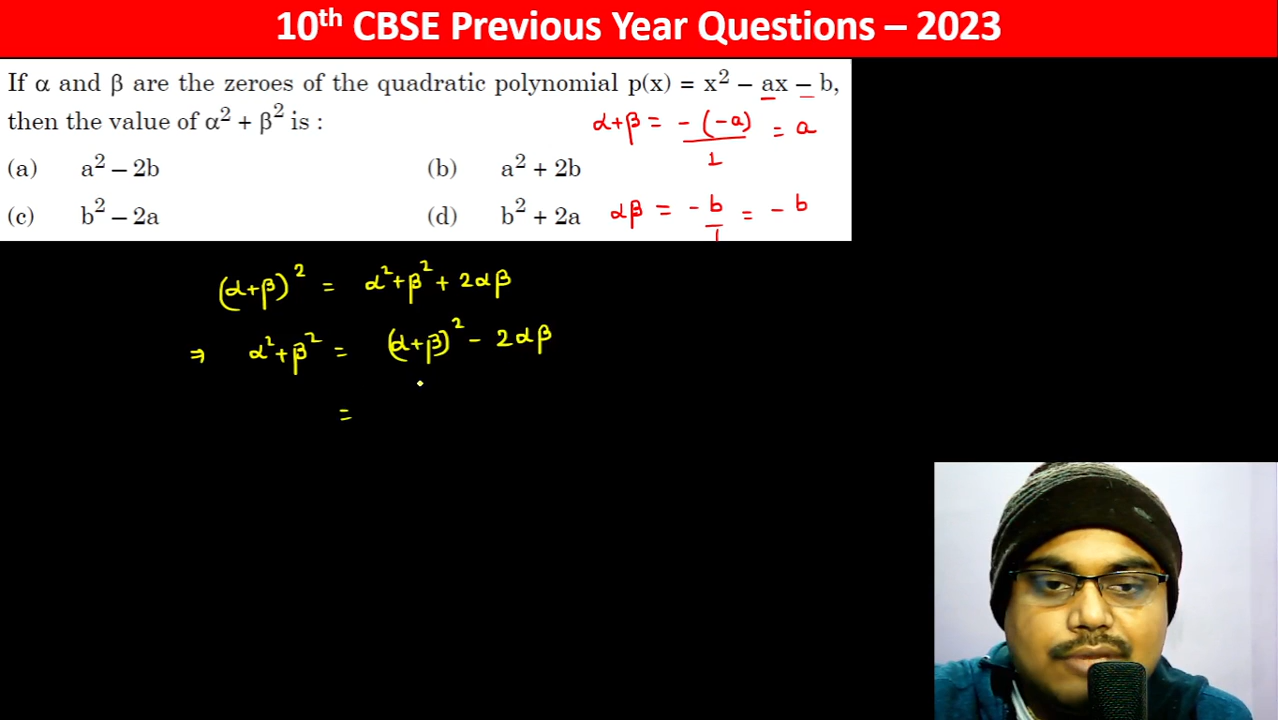 10th CBSE Previous Year Questions – 2023
If α and β are the zeroes of the quadratic polynomial p(x) = x² – ax – b,
then the value of α² + β² is :
α+β = -(-a)/1 = a
(a) a² – 2b (b) a² + 2b
(c) b² – 2a (d) b² + 2a
αβ = -b/1 = -b
(α+β)² = α²+β²+2αβ
⇒ α²+β² = (α+β)² - 2αβ
=